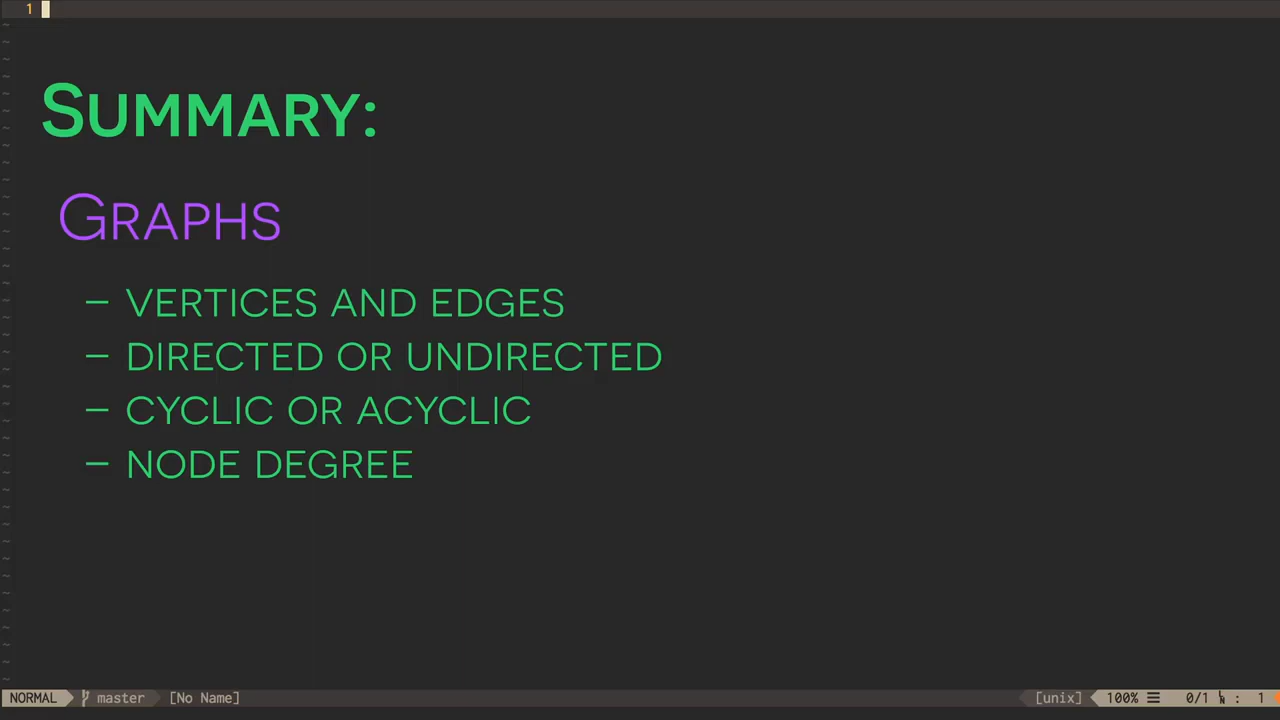 1
SUMMARY:
GRAPHS
– VERTICES AND EDGES
– DIRECTED OR UNDIRECTED
– CYCLIC OR ACYCLIC
– NODE DEGREE
NORMAL master [No Name] [unix] 100% ☰ 0/1 ㏑ : 1